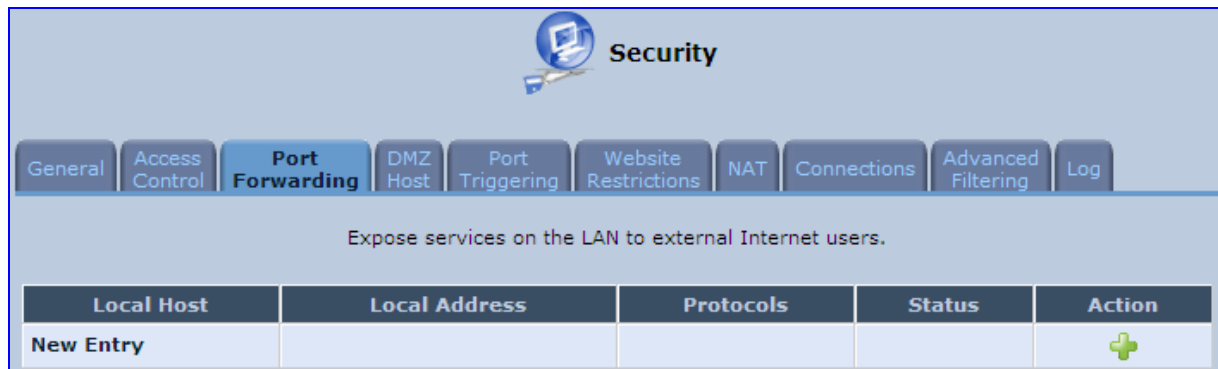 Security
General
Access
Control
Port
Forwarding
DMZ
Host
Port
Triggering
Website
Restrictions
NAT
Connections
Advanced
Filtering
Log
Expose services on the LAN to external Internet users.
Local Host Local Address Protocols Status Action
New Entry